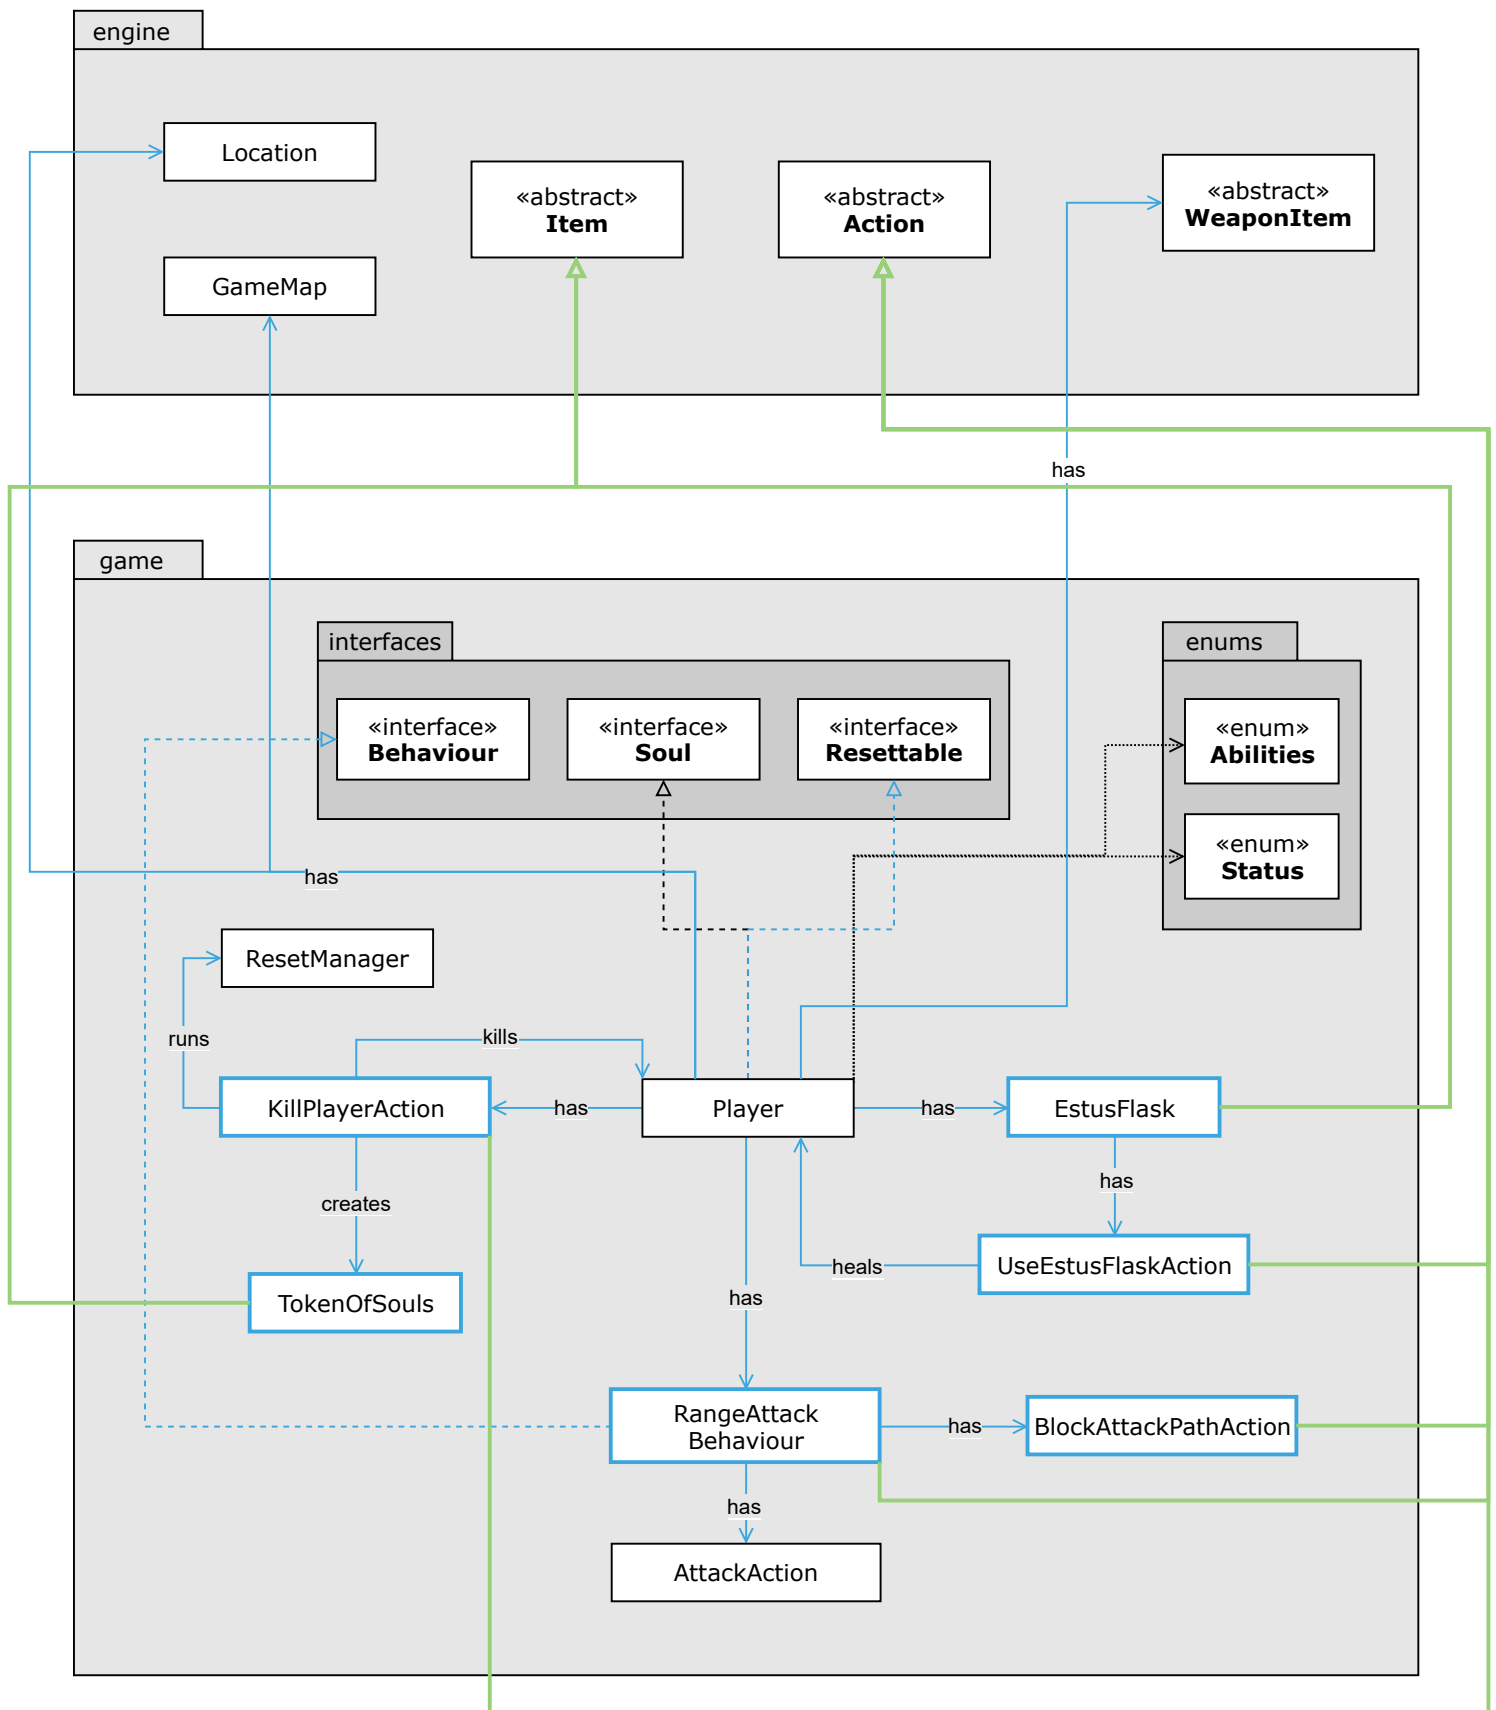 engine
Location
«abstract»
Item
«abstract»
Action
«abstract»
WeaponItem
GameMap
has
game
interfaces
enums
«interface»
Behaviour
«interface»
Soul
«interface»
Resettable
«enum»
Abilities
«enum»
Status
has
ResetManager
runs
kills
KillPlayerAction
has
Player
has
EstusFlask
creates
has
heals
UseEstusFlaskAction
TokenOfSouls
has
RangeAttack
Behaviour
has
BlockAttackPathAction
has
AttackAction